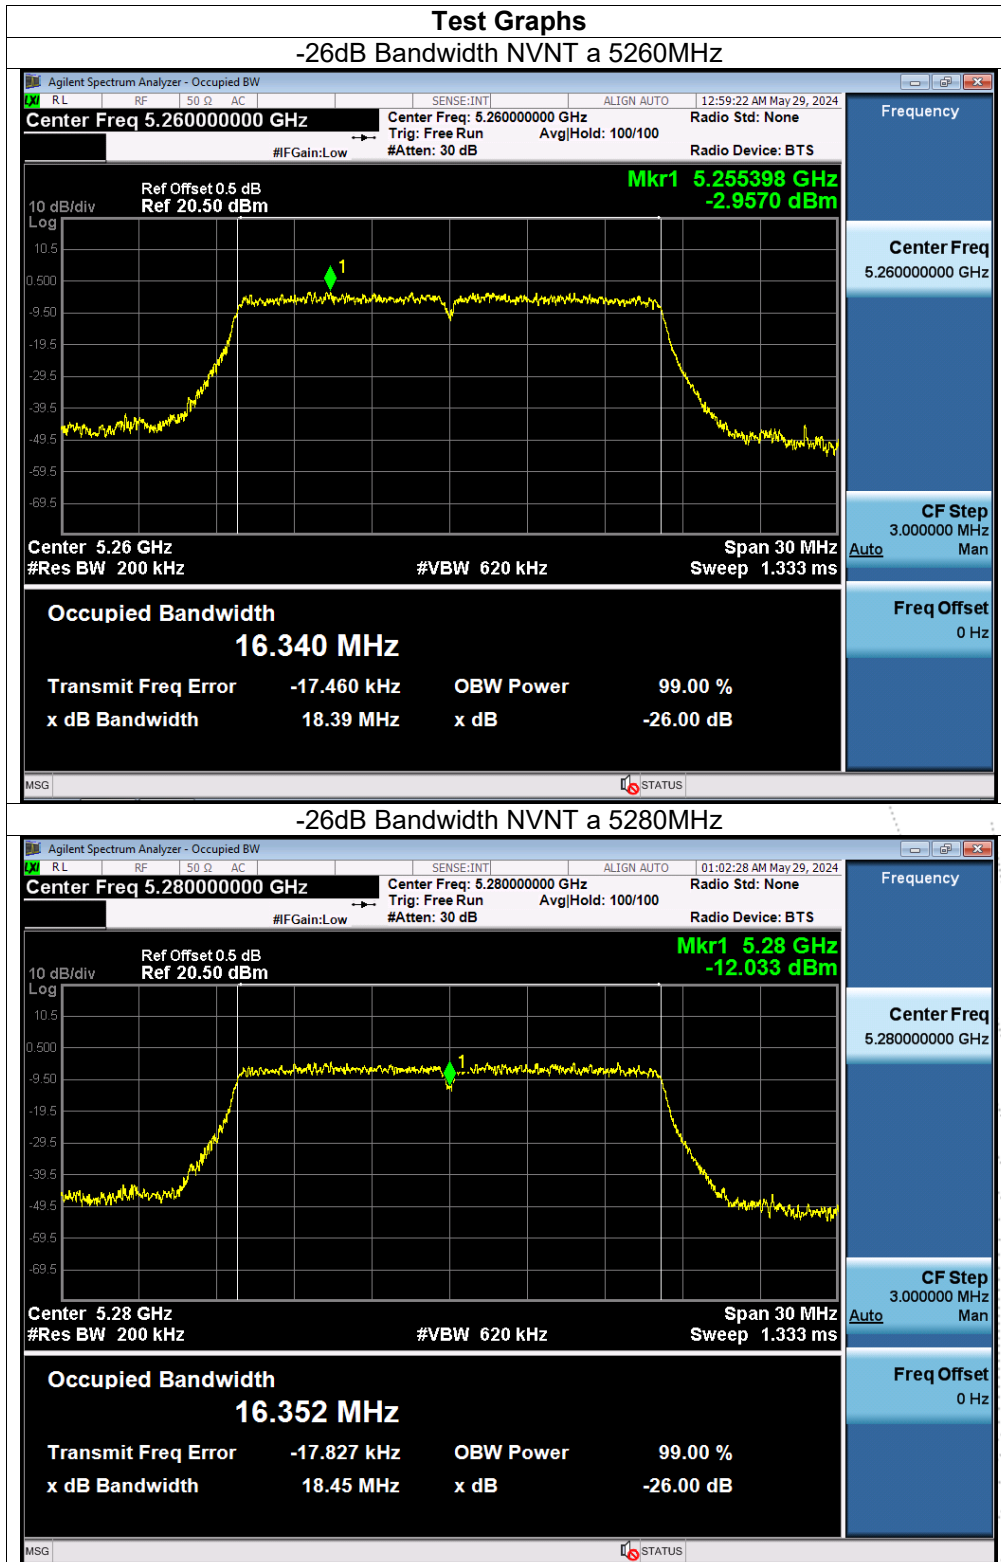 Test Graphs
-26dB Bandwidth NVNT a 5260MHz
Agilent Spectrum Analyzer - Occupied BW
LXI RL RF 50 Ω AC SENSE:INT ALIGN AUTO 12:59:22 AM May 29, 2024
Center Freq 5.260000000 GHz Center Freq: 5.260000000 GHz Radio Std: None
Trig: Free Run Avg|Hold: 100/100
#IFGain:Low #Atten: 30 dB Radio Device: BTS
Frequency
Mkr1 5.255398 GHz
-2.9570 dBm
Ref Offset 0.5 dB
10 dB/div Ref 20.50 dBm
Log
10.5
0.500
-9.50
-19.5
-29.5
-39.5
-49.5
-59.5
-69.5
1
Center 5.26 GHz Span 30 MHz
#Res BW 200 kHz #VBW 620 kHz Sweep 1.333 ms
Center Freq
5.260000000 GHz
CF Step
3.000000 MHz
Auto Man
Freq Offset
0 Hz
Occupied Bandwidth
16.340 MHz
Transmit Freq Error -17.460 kHz OBW Power 99.00 %
x dB Bandwidth 18.39 MHz x dB -26.00 dB
MSG STATUS
-26dB Bandwidth NVNT a 5280MHz
Agilent Spectrum Analyzer - Occupied BW
LXI RL RF 50 Ω AC SENSE:INT ALIGN AUTO 01:02:28 AM May 29, 2024
Center Freq 5.280000000 GHz Center Freq: 5.280000000 GHz Radio Std: None
Trig: Free Run Avg|Hold: 100/100
#IFGain:Low #Atten: 30 dB Radio Device: BTS
Frequency
Mkr1 5.28 GHz
-12.033 dBm
Ref Offset 0.5 dB
10 dB/div Ref 20.50 dBm
Log
10.5
0.500
-9.50
-19.5
-29.5
-39.5
-49.5
-59.5
-69.5
1
Center 5.28 GHz Span 30 MHz
#Res BW 200 kHz #VBW 620 kHz Sweep 1.333 ms
Center Freq
5.280000000 GHz
CF Step
3.000000 MHz
Auto Man
Freq Offset
0 Hz
Occupied Bandwidth
16.352 MHz
Transmit Freq Error -17.827 kHz OBW Power 99.00 %
x dB Bandwidth 18.45 MHz x dB -26.00 dB
MSG STATUS